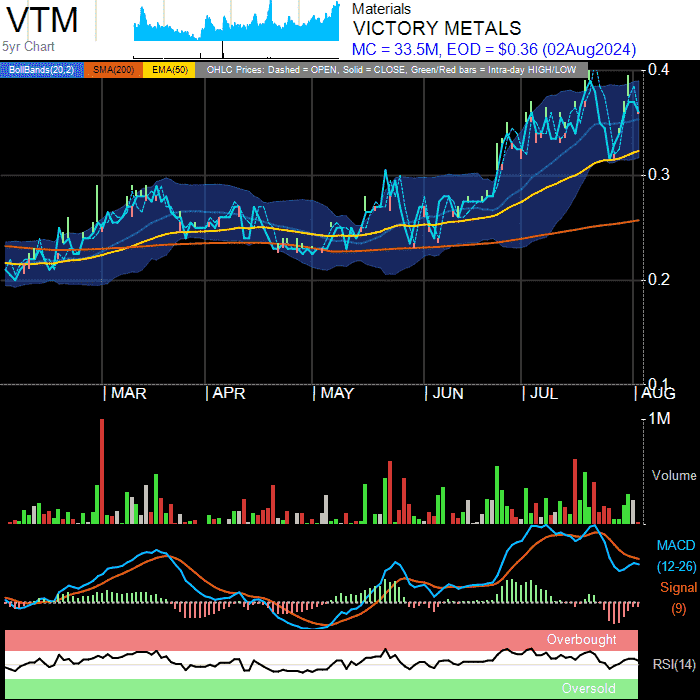 VTM
5yr Chart
Materials
VICTORY METALS
MC = 33.5M, EOD = $0.36 (02Aug2024)
BollBands(20,2) SMA(200) EMA(50) OHLC Prices: Dashed = OPEN, Solid = CLOSE, Green/Red bars = Intra-day HIGH/LOW
0.4
0.3
0.2
0.1
MAR APR MAY JUN JUL AUG
1M
Volume
MACD
(12-26)
Signal
(9)
Overbought
RSI(14)
Oversold